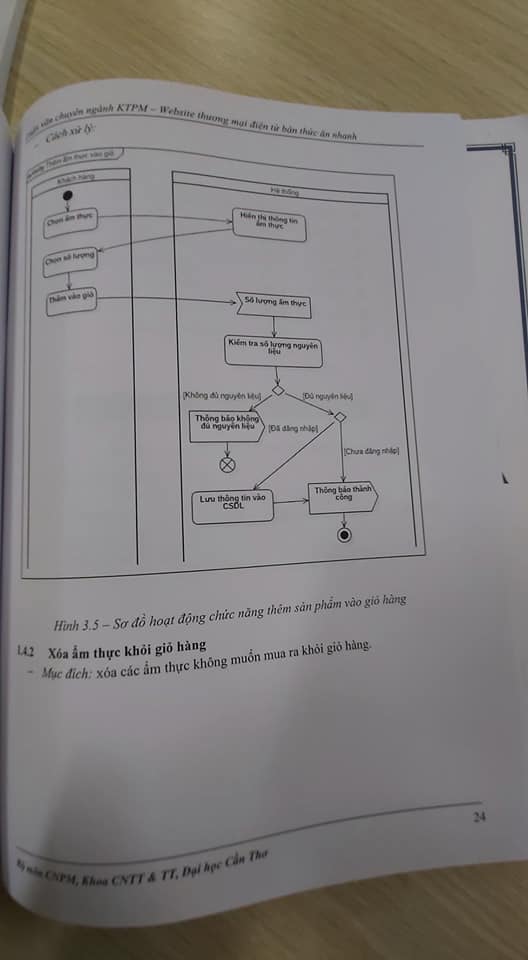 văn chuyên ngành KTPM – Website thương mại điện tử bán thức ăn nhanh
– Cách xử lý:
Thêm ẩm thực vào giỏ
Khách hàng
Hệ thống
Chọn ẩm thực
Hiển thị thông tin
ẩm thực
Chọn số lượng
Thêm vào giỏ
Số lượng ẩm thực
Kiểm tra số lượng nguyên
liệu
[Không đủ nguyên liệu]
[Đủ nguyên liệu]
Thông báo không
đủ nguyên liệu
[Đã đăng nhập]
[Chưa đăng nhập]
Lưu thông tin vào
CSDL
Thông báo thành
công
Hình 3.5 – Sơ đồ hoạt động chức năng thêm sản phẩm vào giỏ hàng
1.4.2 Xóa ẩm thực khỏi giỏ hàng
– Mục đích: xóa các ẩm thực không muốn mua ra khỏi giỏ hàng.
24
Bộ môn CNPM, Khoa CNTT & TT, Đại học Cần Thơ